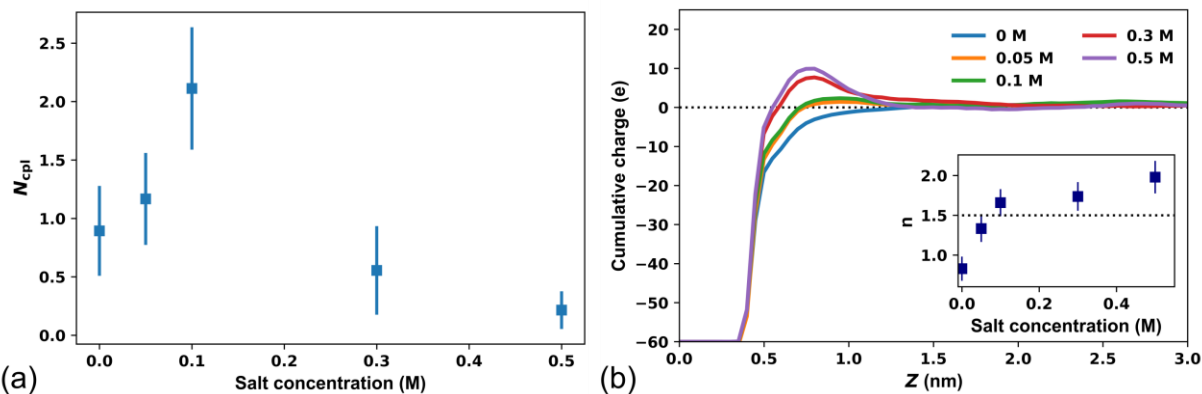 2.5
2.0
1.5
1.0
0.5
0.0
N_cpl
0.0 0.1 0.2 0.3 0.4 0.5
Salt concentration (M)
(a)
20
10
0
−10
−20
−30
−40
−50
−60
Cumulative charge (e)
0 M 0.3 M
0.05 M 0.5 M
0.1 M
2.0
1.5
1.0
n
0.0 0.2 0.4
Salt concentration (M)
0.0 0.5 1.0 1.5 2.0 2.5 3.0
Z (nm)
(b)